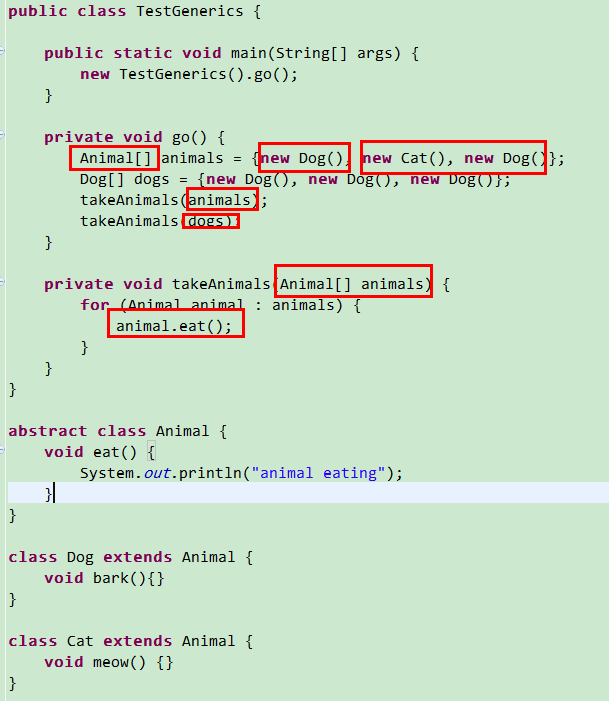 public class TestGenerics {
    public static void main(String[] args) {
        new TestGenerics().go();
    }
    private void go() {
        Animal[] animals = {new Dog(), new Cat(), new Dog()};
        Dog[] dogs = {new Dog(), new Dog(), new Dog()};
        takeAnimals(animals);
        takeAnimals(dogs);
    }
    private void takeAnimals(Animal[] animals) {
        for (Animal animal : animals) {
            animal.eat();
        }
    }
}
abstract class Animal {
    void eat() {
        System.out.println("animal eating");
    }
}
class Dog extends Animal {
    void bark(){}
}
class Cat extends Animal {
    void meow() {}
}